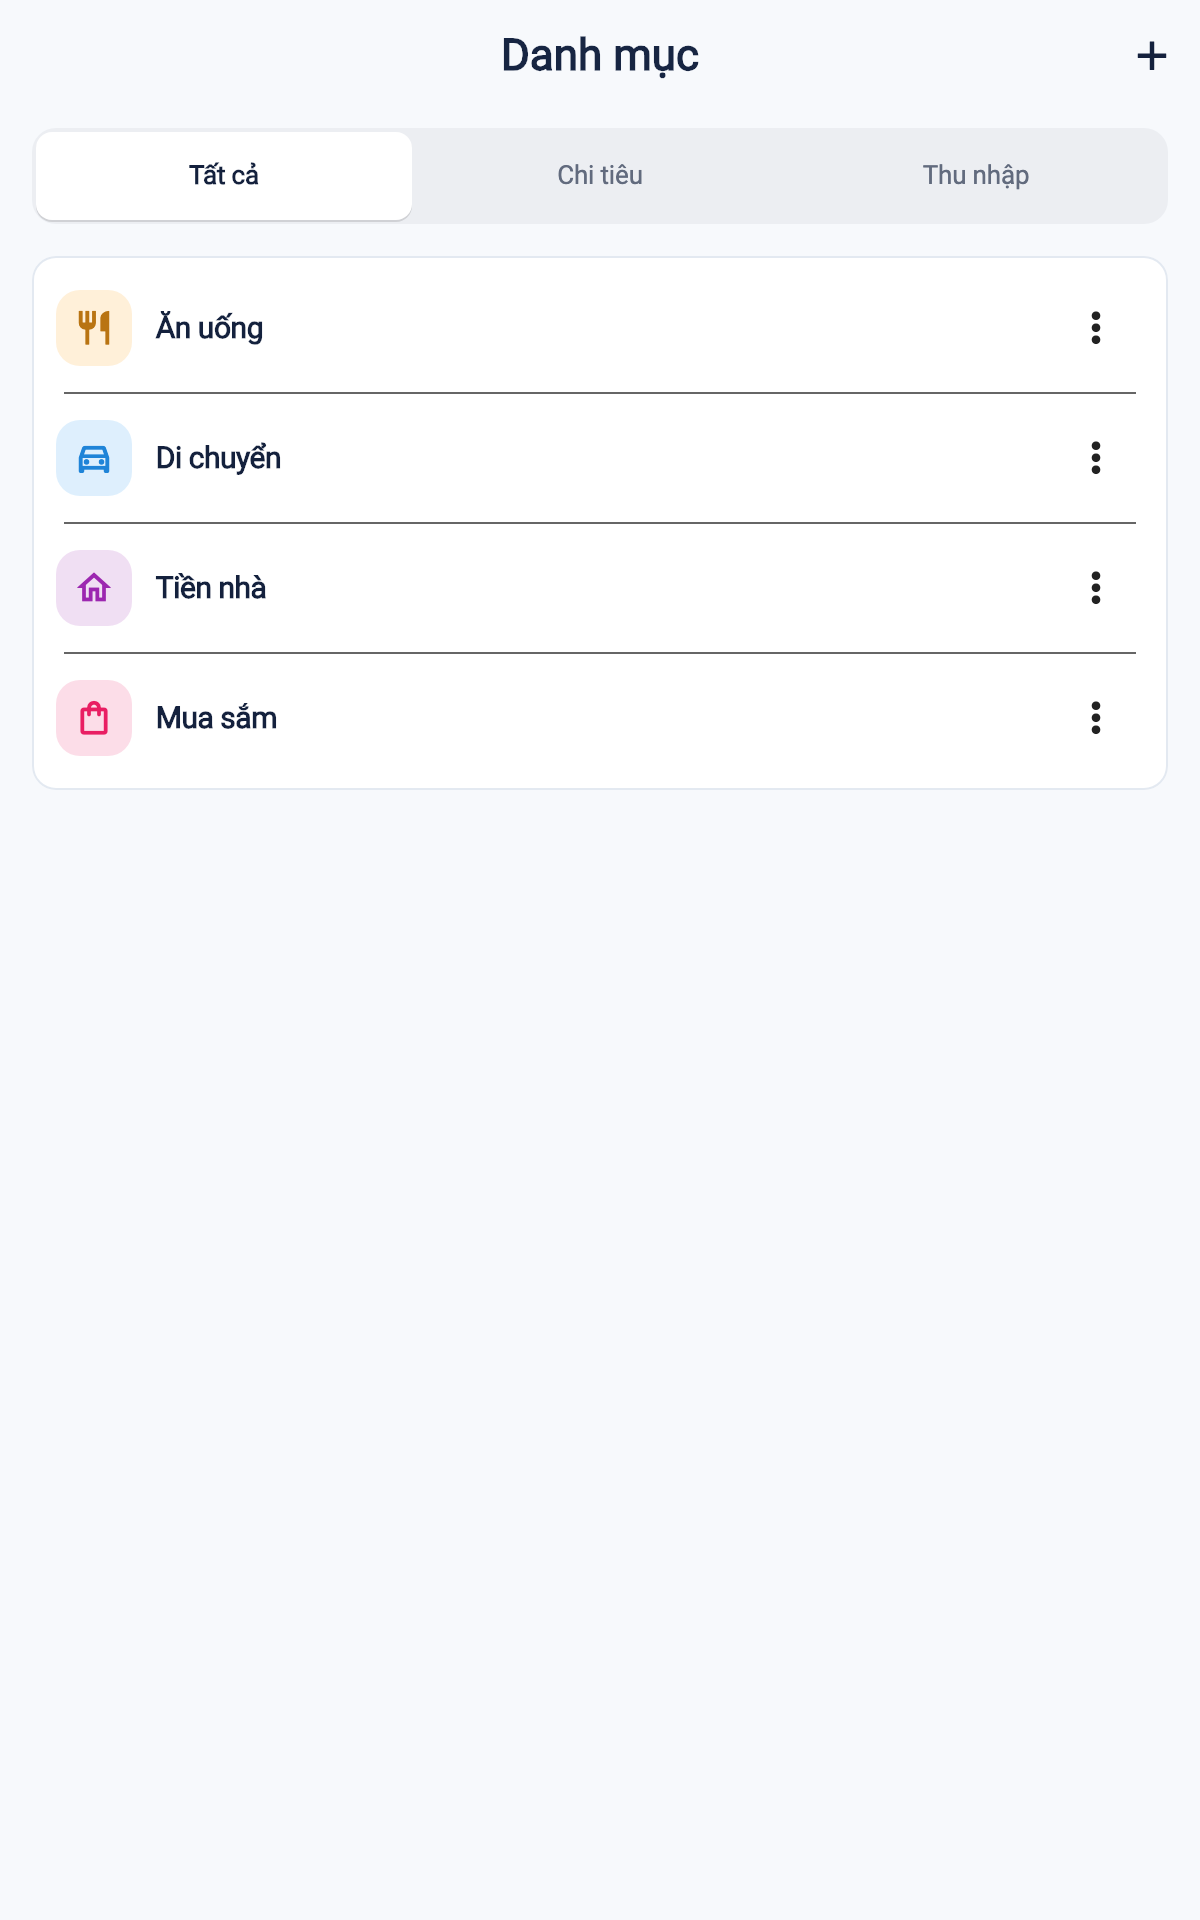 Danh mục
Tất cả
Chi tiêu
Thu nhập
Ăn uống
Di chuyển
Tiền nhà
Mua sắm